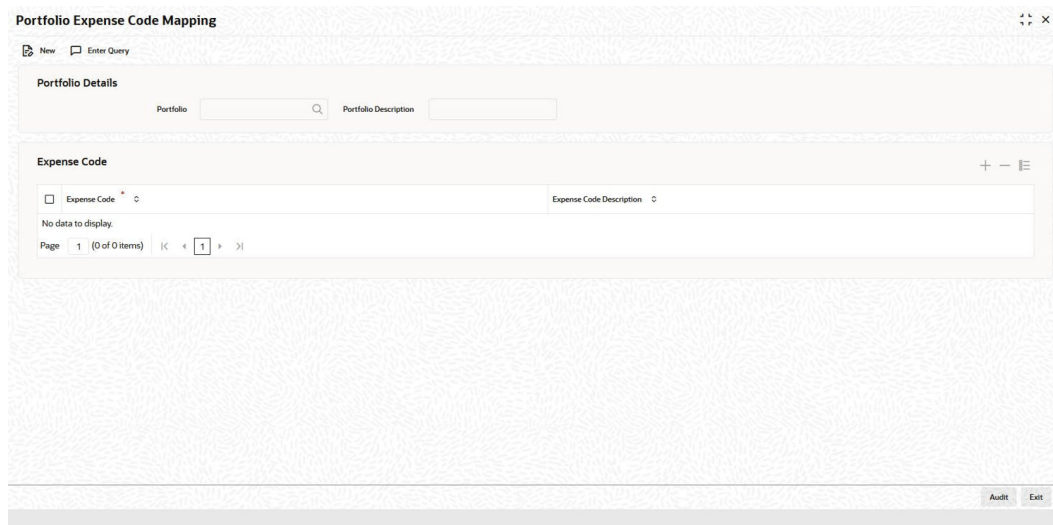 Portfolio Expense Code Mapping
New Enter Query
Portfolio Details
Portfolio Portfolio Description
Expense Code
Expense Code * Expense Code Description
No data to display.
Page 1 (0 of 0 items) 1
Audit Exit